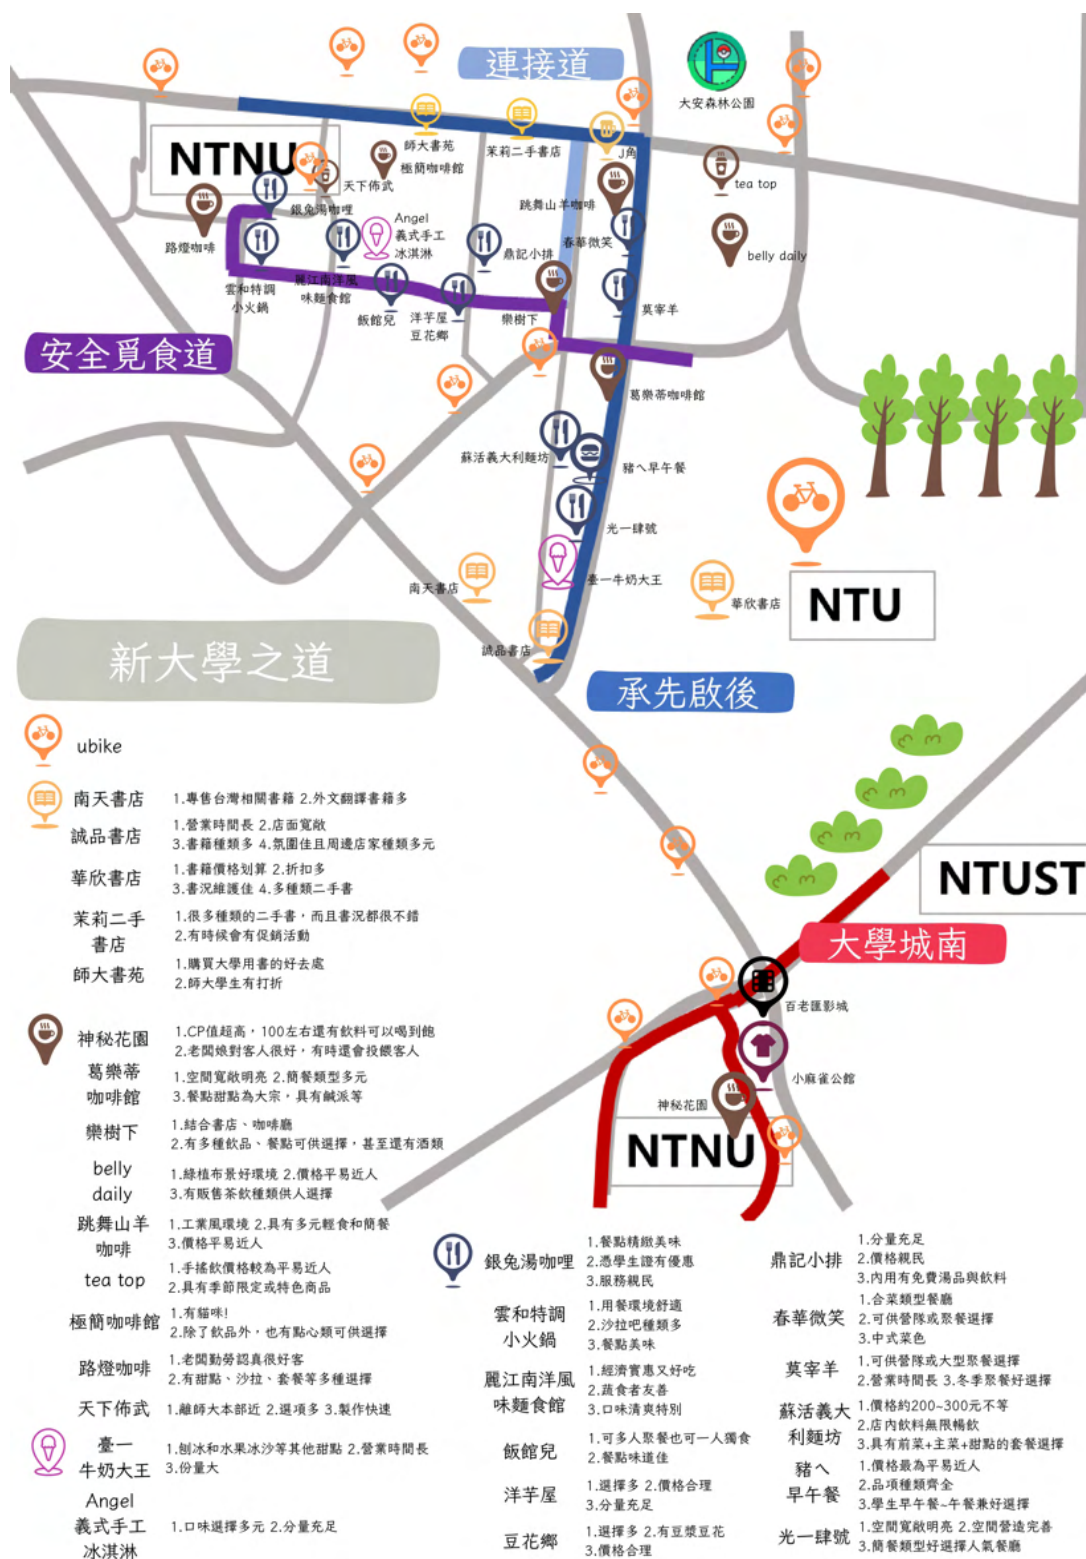 連接道
大安森林公園
師大書苑
茉莉二手書店
J角
NTNU
極簡咖啡館
天下佈武
tea top
跳舞山羊咖啡
銀兔湯咖哩
路燈咖啡
Angel
義式手工
冰淇淋
鼎記小排
春華微笑
belly daily
雲和特調
小火鍋
麗江南洋風
味麵食館
飯館兒
洋芋屋
豆花鄉
欒樹下
莫宰羊
安全覓食道
葛樂蒂咖啡館
蘇活義大利麵坊
豬ㄟ早午餐
光一肆號
臺一牛奶大王
南天書店
華欣書店
NTU
誠品書店
新大學之道
承先啟後
ubike
南天書店
1.專售台灣相關書籍 2.外文翻譯書籍多
誠品書店
1.營業時間長 2.店面寬敞
3.書籍種類多 4.氛圍佳且周邊店家種類多元
華欣書店
1.書籍價格划算 2.折扣多
3.書況維護佳 4.多種類二手書
茉莉二手
書店
1.很多種類的二手書，而且書況都很不錯
2.有時候會有促銷活動
師大書苑
1.購買大學用書的好去處
2.師大學生有打折
NTUST
大學城南
百老匯影城
小麻雀公館
神秘花園
NTNU
神秘花園
1.CP值超高，100左右還有飲料可以喝到飽
2.老闆娘對客人很好，有時還會投餵客人
葛樂蒂
咖啡館
1.空間寬敞明亮 2.簡餐類型多元
3.餐點甜點為大宗，具有鹹派等
欒樹下
1.結合書店、咖啡廳
2.有多種飲品、餐點可供選擇，甚至還有酒類
belly
daily
1.綠植布景好環境 2.價格平易近人
3.有販售茶飲種類供人選擇
跳舞山羊
咖啡
1.工業風環境 2.具有多元輕食和簡餐
3.價格平易近人
tea top
1.手搖飲價格較為平易近人
2.具有季節限定或特色商品
極簡咖啡館
1.有貓咪!
2.除了飲品外，也有點心類可供選擇
路燈咖啡
1.老闆勤勞認真很好客
2.有甜點、沙拉、套餐等多種選擇
天下佈武
1.離師大本部近 2.選項多 3.製作快速
臺一
牛奶大王
1.刨冰和水果冰沙等其他甜點 2.營業時間長
3.份量大
Angel
義式手工
冰淇淋
1.口味選擇多元 2.分量充足
銀兔湯咖哩
1.餐點精緻美味
2.憑學生證有優惠
3.服務親民
雲和特調
小火鍋
1.用餐環境舒適
2.沙拉吧種類多
3.餐點美味
麗江南洋風
味麵食館
1.經濟實惠又好吃
2.蔬食者友善
3.口味清爽特別
飯館兒
1.可多人聚餐也可一人獨食
2.餐點味道佳
洋芋屋
1.選擇多 2.價格合理
3.分量充足
豆花鄉
1.選擇多 2.有豆漿豆花
3.價格合理
鼎記小排
1.分量充足
2.價格親民
3.內用有免費湯品與飲料
春華微笑
1.合菜類型餐廳
2.可供營隊或聚餐選擇
3.中式菜色
莫宰羊
1.可供營隊或大型聚餐選擇
2.營業時間長 3.冬季聚餐好選擇
蘇活義大
利麵坊
1.價格約200~300元不等
2.店內飲料無限暢飲
3.具有前菜+主菜+甜點的套餐選擇
豬ㄟ
早午餐
1.價格最為平易近人
2.品項種類齊全
3.學生早午餐~午餐兼好選擇
光一肆號
1.空間寬敞明亮 2.空間營造完善
3.簡餐類型好選擇人氣餐廳